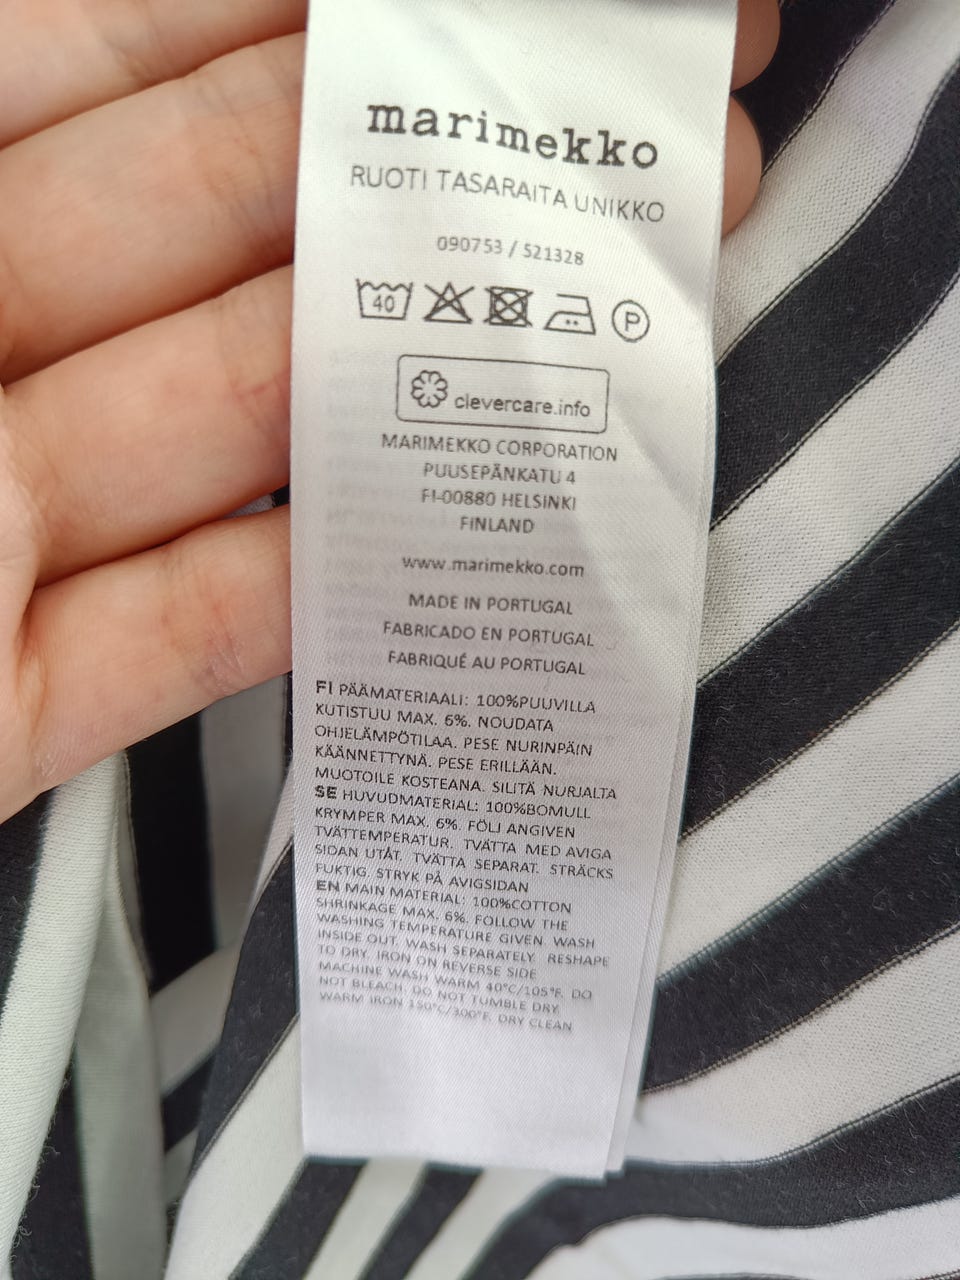 marimekko
RUOTI TASARAITA UNIKKO
090753 / 521328
40 P
clevercare.info
MARIMEKKO CORPORATION
PUUSEPÄNKATU 4
FI-00880 HELSINKI
FINLAND
www.marimekko.com
MADE IN PORTUGAL
FABRICADO EN PORTUGAL
FABRIQUÉ AU PORTUGAL
FI PÄÄMATERIAALI: 100%PUUVILLA
KUTISTUU MAX. 6%. NOUDATA
OHJELÄMPÖTILAA. PESE NURINPÄIN
KÄÄNNETTYNÄ. PESE ERILLÄÄN.
MUOTOILE KOSTEANA. SILITÄ NURJALTA
SE HUVUDMATERIAL: 100%BOMULL
KRYMPER MAX. 6%. FÖLJ ANGIVEN
TVÄTTEMPERATUR. TVÄTTA MED AVIGA
SIDAN UTÅT. TVÄTTA SEPARAT. STRÄCKS
FUKTIG. STRYK PÅ AVIGSIDAN
EN MAIN MATERIAL: 100%COTTON
SHRINKAGE MAX. 6%. FOLLOW THE
WASHING TEMPERATURE GIVEN. WASH
INSIDE OUT. WASH SEPARATELY. RESHAPE
TO DRY. IRON ON REVERSE SIDE
MACHINE WASH WARM 40°C/105°F. DO
NOT BLEACH. DO NOT TUMBLE DRY.
WARM IRON 150°C/300°F. DRY CLEAN